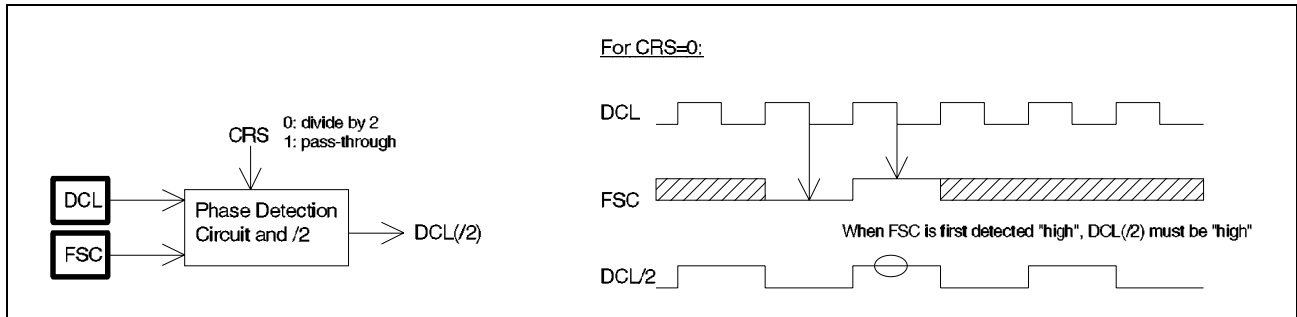 CRS
0: divide by 2
1: pass-through
DCL
FSC
Phase Detection
Circuit and /2
DCL(/2)
For CRS=0:
DCL
FSC
When FSC is first detected "high", DCL(/2) must be "high"
DCL/2